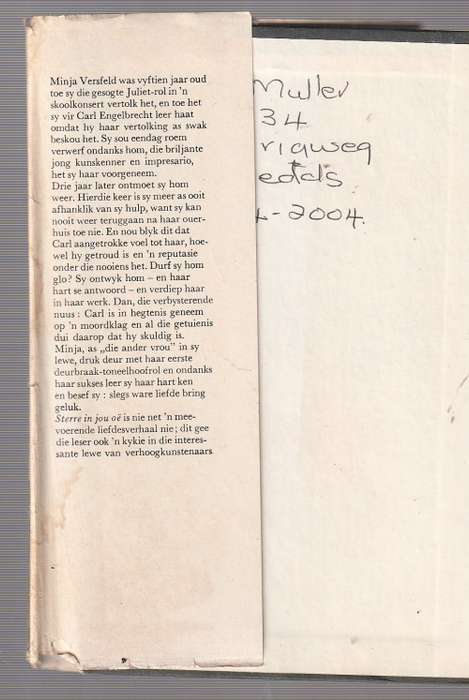 Minja Versfeld was vyftien jaar oud
toe sy die gesogte Juliet-rol in 'n
skoolkonsert vertolk het, en toe het
sy vir Carl Engelbrecht leer haat
omdat hy haar vertolking as swak
beskou het. Sy sou eendag roem
verwerf ondanks hom, die briljante
jong kunskenner en impresario,
het sy haar voorgeneem.
Drie jaar later ontmoet sy hom
weer. Hierdie keer is sy meer as ooit
afhanklik van sy hulp, want sy kan
nooit weer teruggaan na haar ouer-
huis toe nie. En nou blyk dit dat
Carl aangetrokke voel tot haar, hoe-
wel hy getroud is en 'n reputasie
onder die nooiens het. Durf sy hom
glo? Sy ontwyk hom – en haar
hart se antwoord – en verdiep haar
in haar werk. Dan, die verbysterende
nuus : Carl is in hegtenis geneem
op 'n moordklag en al die getuienis
dui daarop dat hy skuldig is.
Minja, as „die ander vrou” in sy
lewe, druk deur met haar eerste
deurbraak-toneelhoofrol en ondanks
haar sukses leer sy haar hart ken
en besef sy : slegs ware liefde bring
geluk.
Sterre in jou oë is nie net 'n mee-
voerende liefdesverhaal nie ; dit gee
die leser ook 'n kykie in die interes-
sante lewe van verhoogkunstenaars
Muller
34
rigweg
edds
-2004.